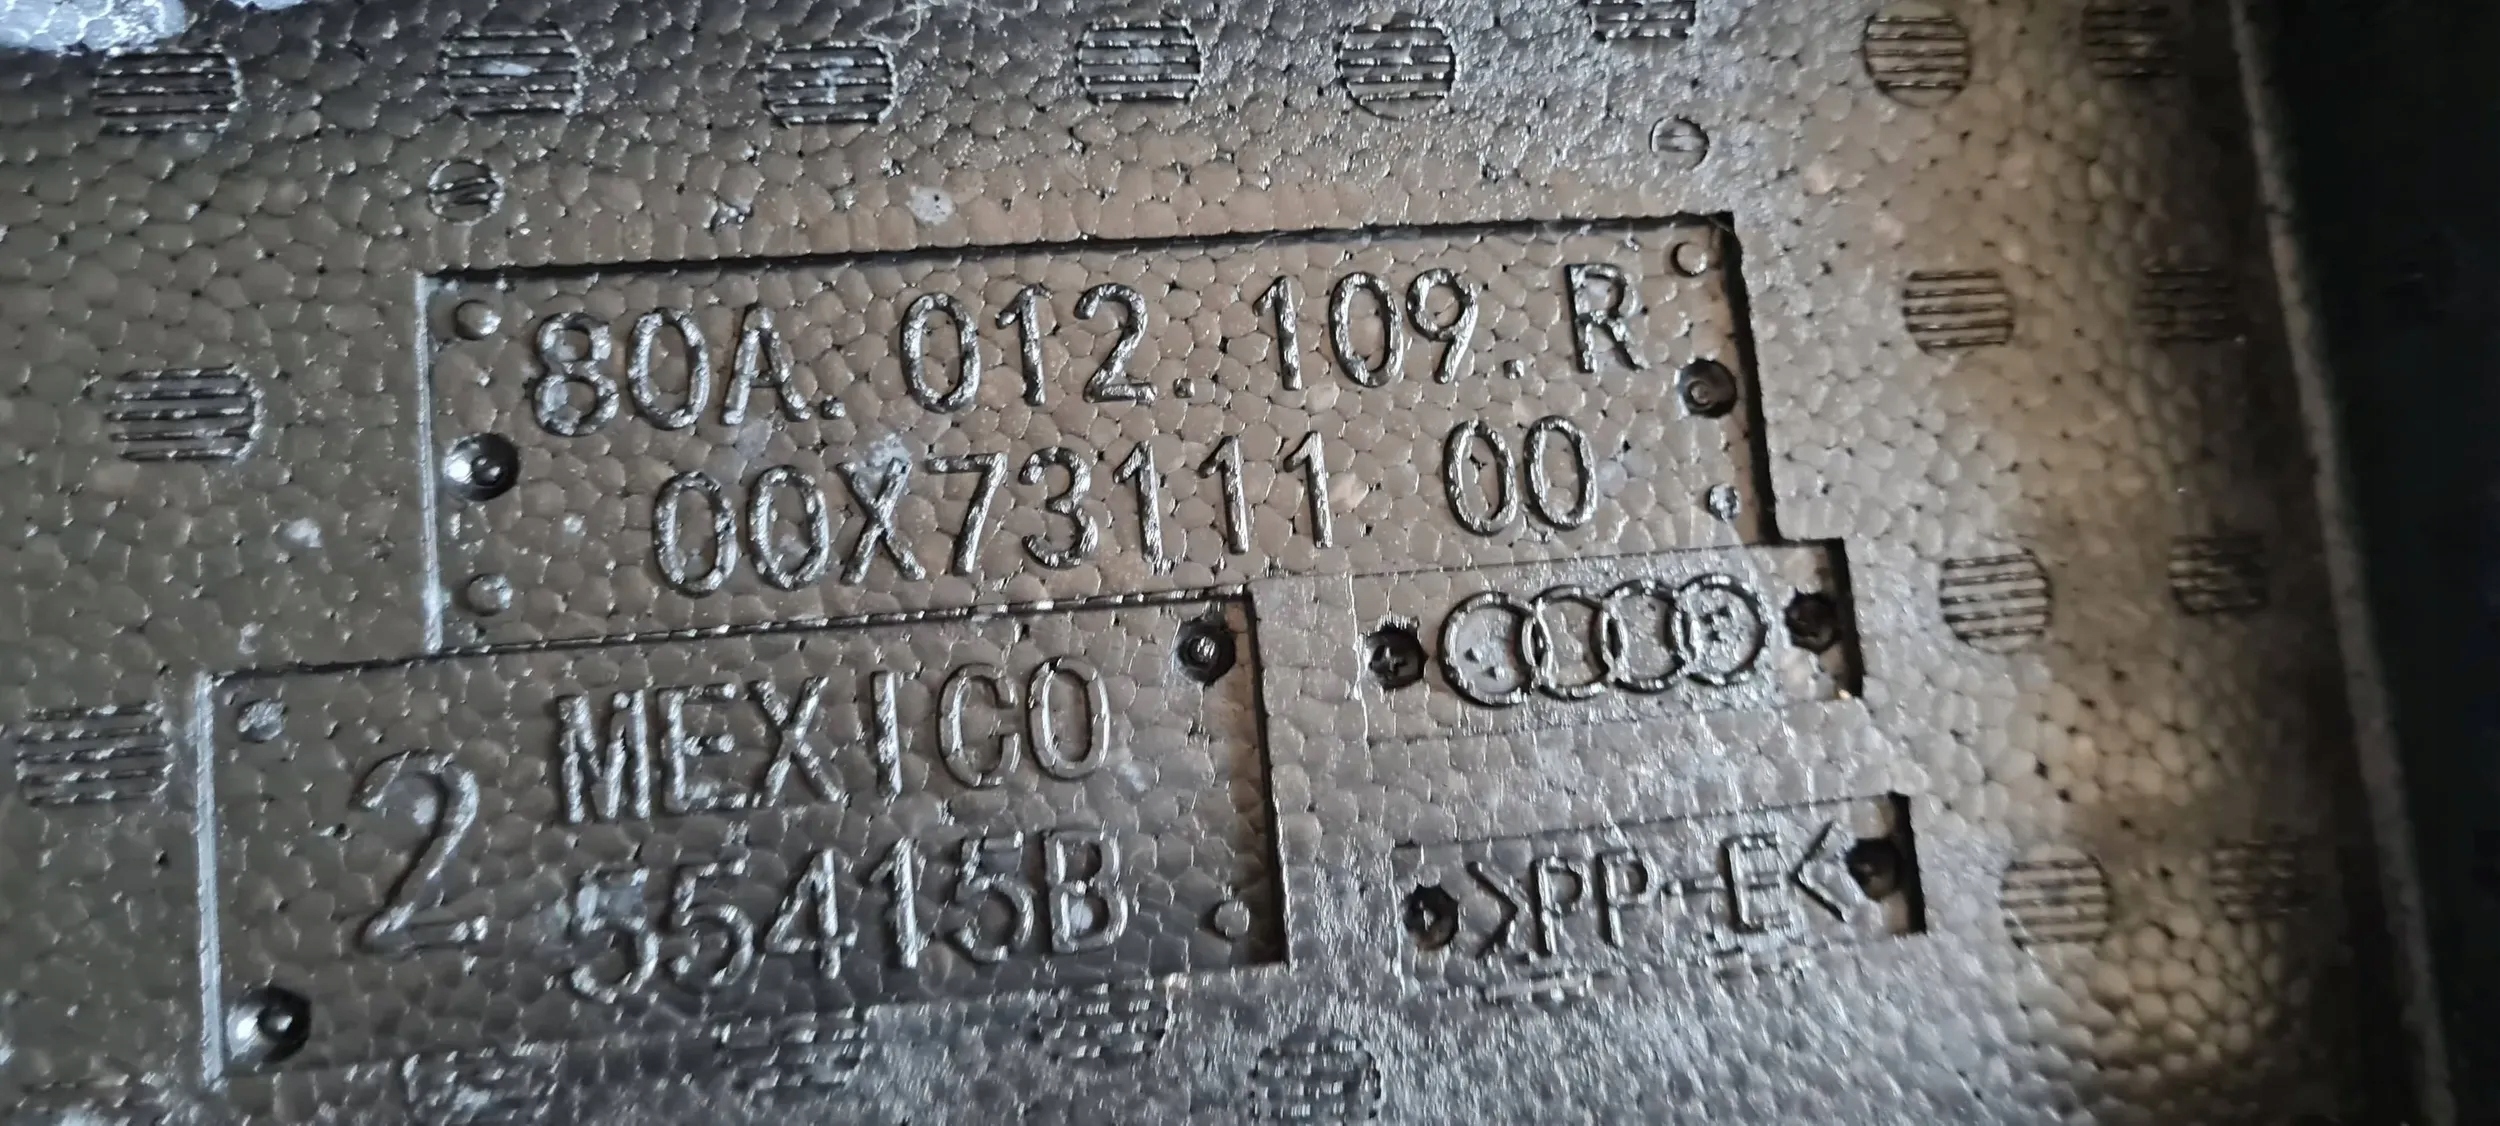 80A.012.109.R
00X73111 00
MEXICO
2
55415B
>PP-E<